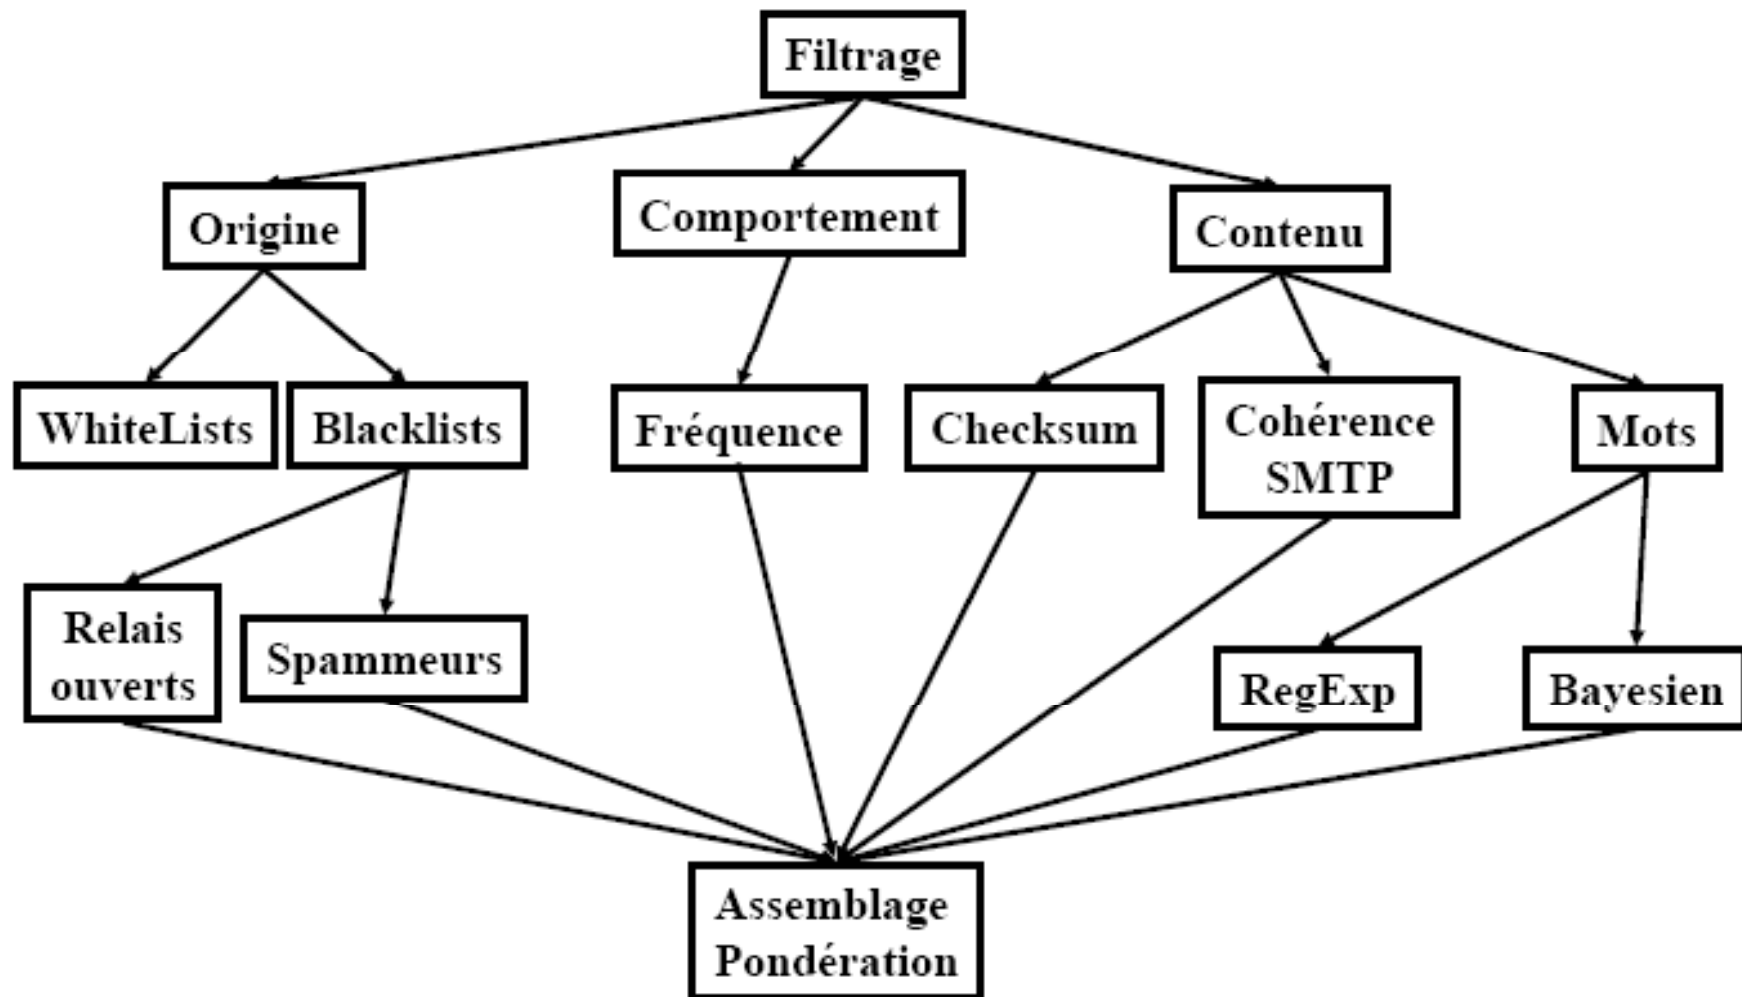 Filtrage
Origine
Comportement
Contenu
WhiteLists
Blacklists
Fréquence
Checksum
Cohérence
SMTP
Mots
Relais
ouverts
Spammeurs
RegExp
Bayesien
Assemblage
Pondération